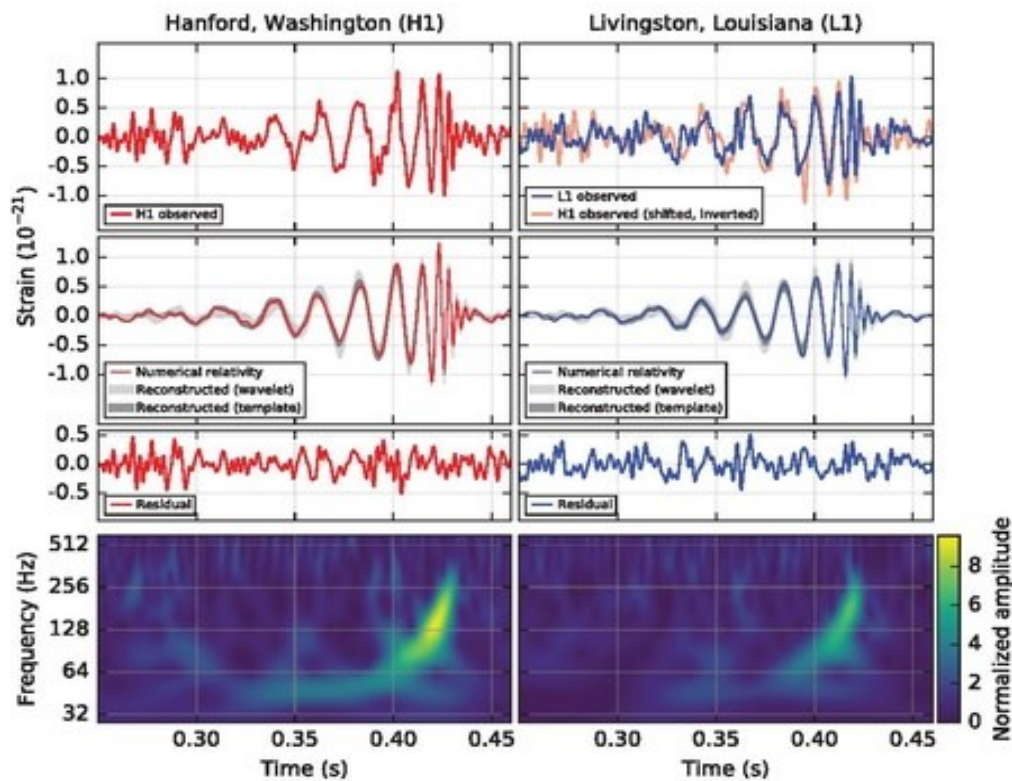 Hanford, Washington (H1)
Livingston, Louisiana (L1)
Strain (10⁻²¹)
1.0
0.5
0.0
-0.5
-1.0
H1 observed
L1 observed
H1 observed (shifted, inverted)
1.0
0.5
0.0
-0.5
-1.0
Numerical relativity
Reconstructed (wavelet)
Reconstructed (template)
Numerical relativity
Reconstructed (wavelet)
Reconstructed (template)
0.5
0.0
-0.5
Residual
Residual
Frequency (Hz)
512
256
128
64
32
Normalized amplitude
8
6
4
2
0
0.30 0.35 0.40 0.45
0.30 0.35 0.40 0.45
Time (s)
Time (s)